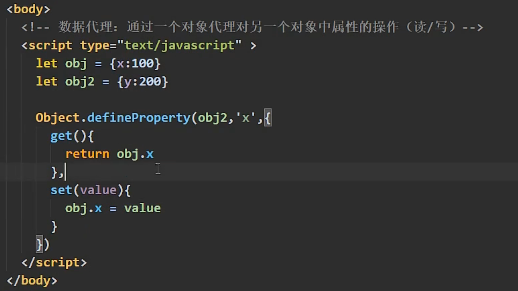 <body>
<!-- 数据代理：通过一个对象代理对另一个对象中属性的操作（读/写）-->
<script type="text/javascript" >
let obj = {x:100}
let obj2 = {y:200}
Object.defineProperty(obj2,'x',{
get(){
return obj.x
},
set(value){
obj.x = value
}
})
</script>
</body>